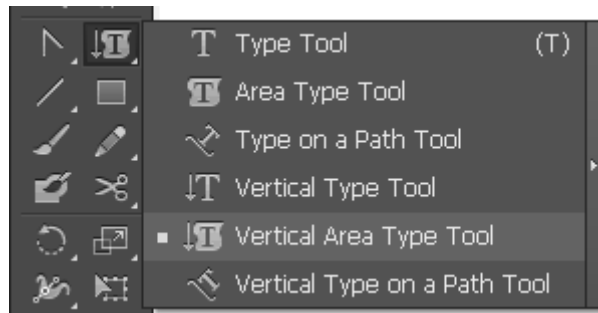 Type Tool (T)
Area Type Tool
Type on a Path Tool
Vertical Type Tool
Vertical Area Type Tool
Vertical Type on a Path Tool